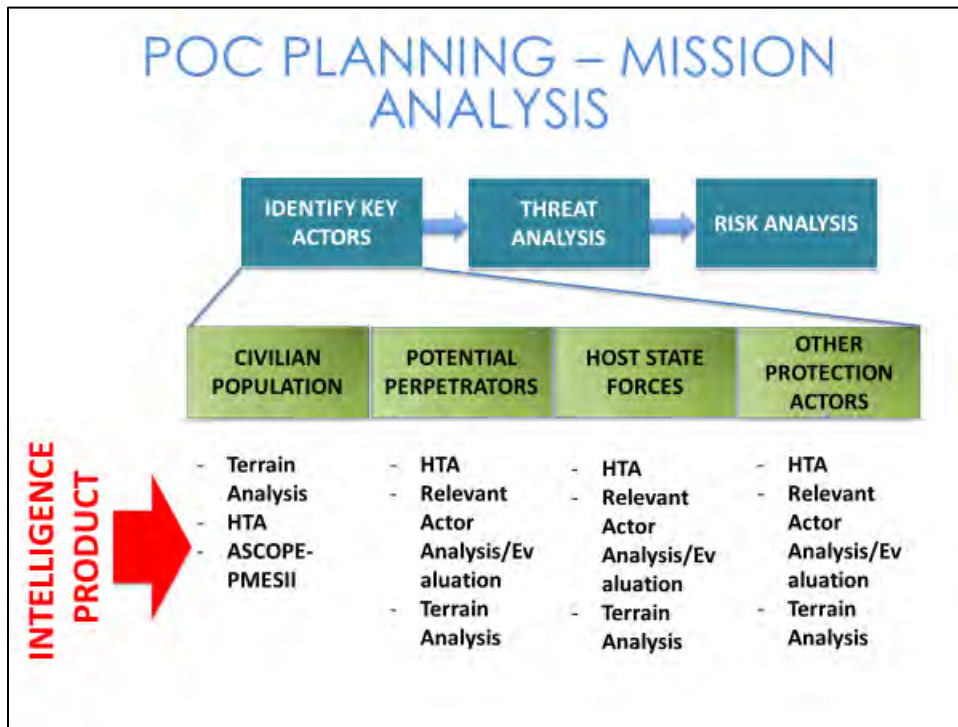 POC PLANNING – MISSION
ANALYSIS
IDENTIFY KEY
ACTORS
THREAT
ANALYSIS
RISK ANALYSIS
CIVILIAN
POPULATION
POTENTIAL
PERPETRATORS
HOST STATE
FORCES
OTHER
PROTECTION
ACTORS
INTELLIGENCE
PRODUCT
- Terrain
Analysis
- HTA
- ASCOPE-
PMESII
- HTA
- Relevant
Actor
Analysis/Ev
aluation
- Terrain
Analysis
- HTA
- Relevant
Actor
Analysis/Ev
aluation
- Terrain
Analysis
- HTA
- Relevant
Actor
Analysis/Ev
aluation
- Terrain
Analysis